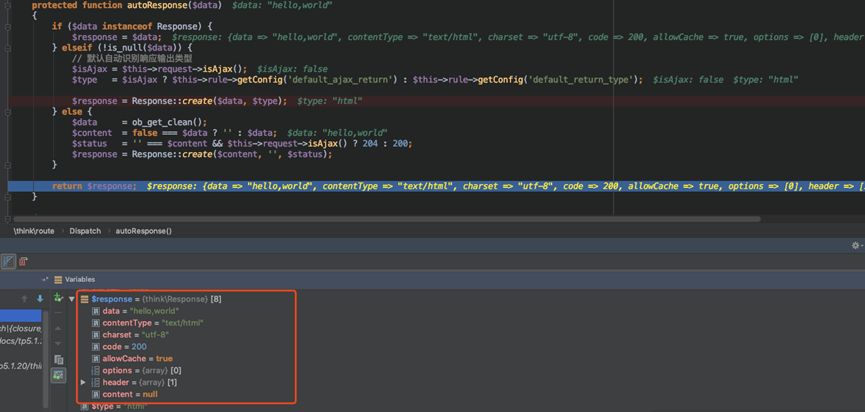 protected function autoResponse($data)  $data: "hello,world"
{
if ($data instanceof Response) {
$response = $data;  $response: {data => "hello,world", contentType => "text/html", charset => "utf-8", code => 200, allowCache => true, options => [0], header
} elseif (!is_null($data)) {
// 默认自动识别响应输出类型
$isAjax = $this->request->isAjax();  $isAjax: false
$type   = $isAjax ? $this->rule->getConfig('default_ajax_return') : $this->rule->getConfig('default_return_type');  $isAjax: false  $type: "html"
$response = Response::create($data, $type);  $type: "html"
} else {
$data     = ob_get_clean();
$content  = false === $data ? '' : $data;  $data: "hello,world"
$status   = '' === $content && $this->request->isAjax() ? 204 : 200;
$response = Response::create($content, '', $status);
}
return $response;  $response: {data => "hello,world", contentType => "text/html", charset => "utf-8", code => 200, allowCache => true, options => [0], header =>
}
\think\route › Dispatch › autoResponse()
Variables
$response = {think\Response} [8]
data = "hello,world"
contentType = "text/html"
charset = "utf-8"
code = 200
allowCache = true
options = {array} [0]
header = {array} [1]
content = null
$type = "html"
ch\{closure
docs/tp5.1..
p5.1.20/thin